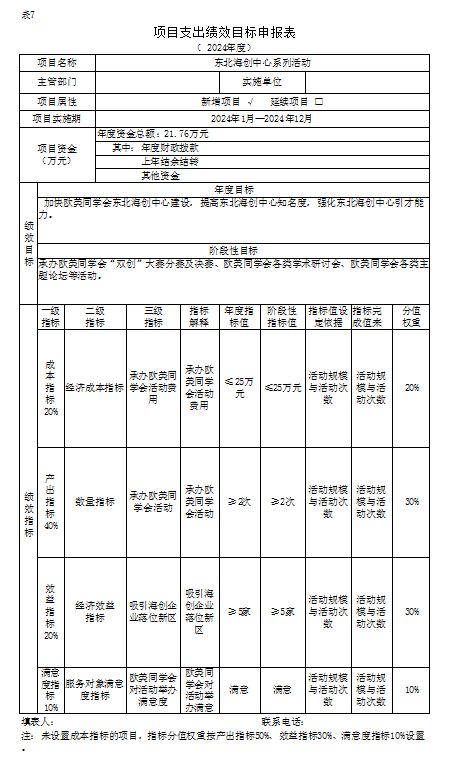 表7
项目支出绩效目标申报表
（ 2024年度）
项目名称 东北海创中心系列活动
主管部门 实施单位
项目属性 新增项目 √ 延续项目 □
项目实施期 2024年1月—2024年12月
项目资金（万元） 年度资金总额：21.76万元
其中：年度财政拨款
上年结余结转
其他资金
绩效目标
年度目标
加快欧美同学会东北海创中心建设，提高东北海创中心知名度，强化东北海创中心引才能
力。
阶段性目标
承办欧美同学会“双创”大赛分赛及决赛、欧美同学会各类学术研讨会、欧美同学会各类主
题论坛等活动。
绩效指标
一级指标 二级指标 三级指标 指标解释 年度指标值 阶段性指标值 指标值设定依据 指标完成值来 分值权重
成本指标20% 经济成本指标 承办欧美同学会活动费用 承办欧美同学会活动费用 ≤25万元 ≤25万元 活动规模与活动次数 活动规模与活动次数 20%
产出指标40% 数量指标 承办欧美同学会活动 承办欧美同学会活动 ≥2次 ≥2次 活动规模与活动次数 活动规模与活动次数 30%
效益指标20% 经济效益指标 吸引海创企业落位新区 吸引海创企业落位新区 ≥5家 ≥5家 活动规模与活动次数 活动规模与活动次数 30%
满意度指标10% 服务对象满意度指标 欧美同学会对活动举办满意度 欧美同学会对活动举办满意 满意 满意 活动规模与活动次数 活动规模与活动次数 10%
填表人： 联系电话：
注：未设置成本指标的项目，指标分值权重按产出指标50%、效益指标30%、满意度指标10%设置
。